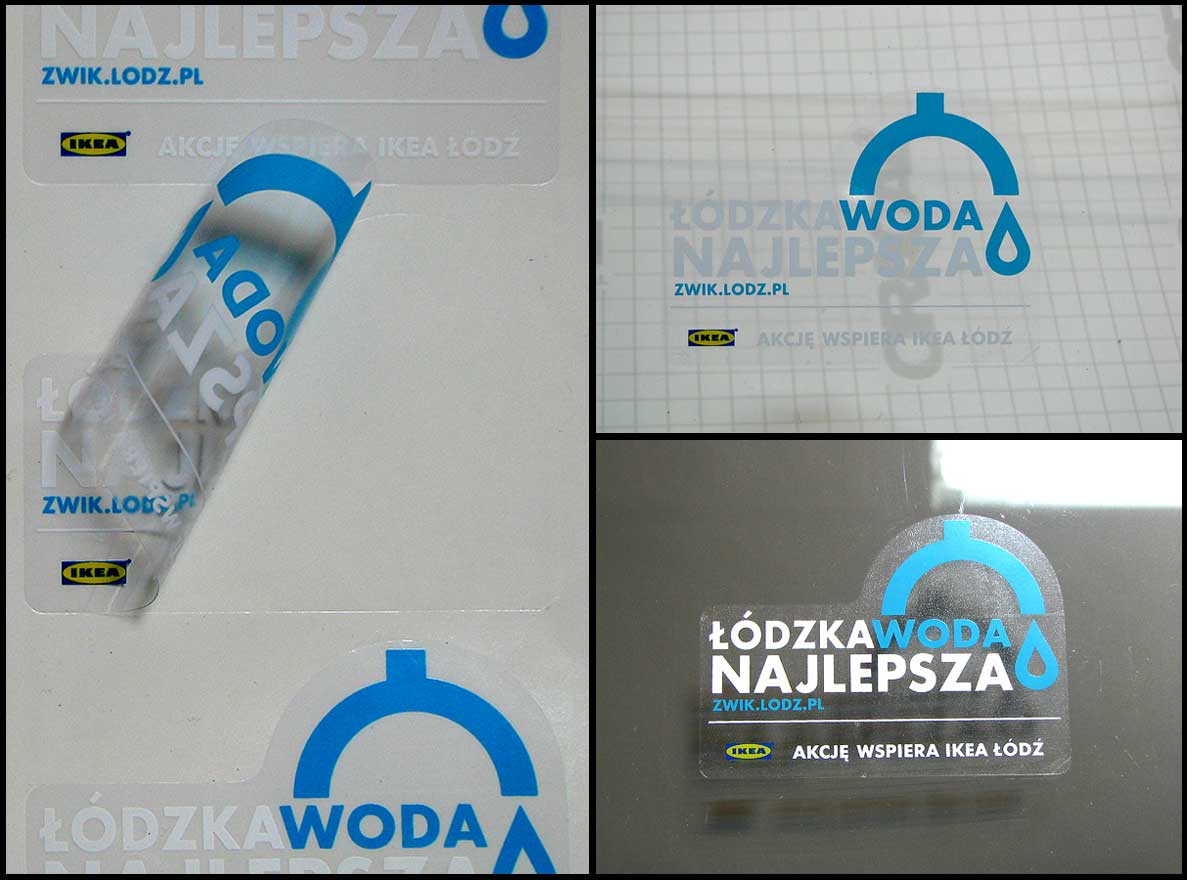 NAJLEPSZA
ZWIK.LODZ.PL
IKEA
AKCJĘ WSPIERA IKEA ŁÓDŹ
WODA
ZWIK.LODZ.PL
IKEA
ŁÓDZKAWODA
NAJLEPSZA
ŁÓDZKAWODA
NAJLEPSZA
ZWIK.LODZ.PL
IKEA
AKCJĘ WSPIERA IKEA ŁÓDŹ
ŁÓDZKAWODA
NAJLEPSZA
ZWIK.LODZ.PL
IKEA
AKCJĘ WSPIERA IKEA ŁÓDŹ